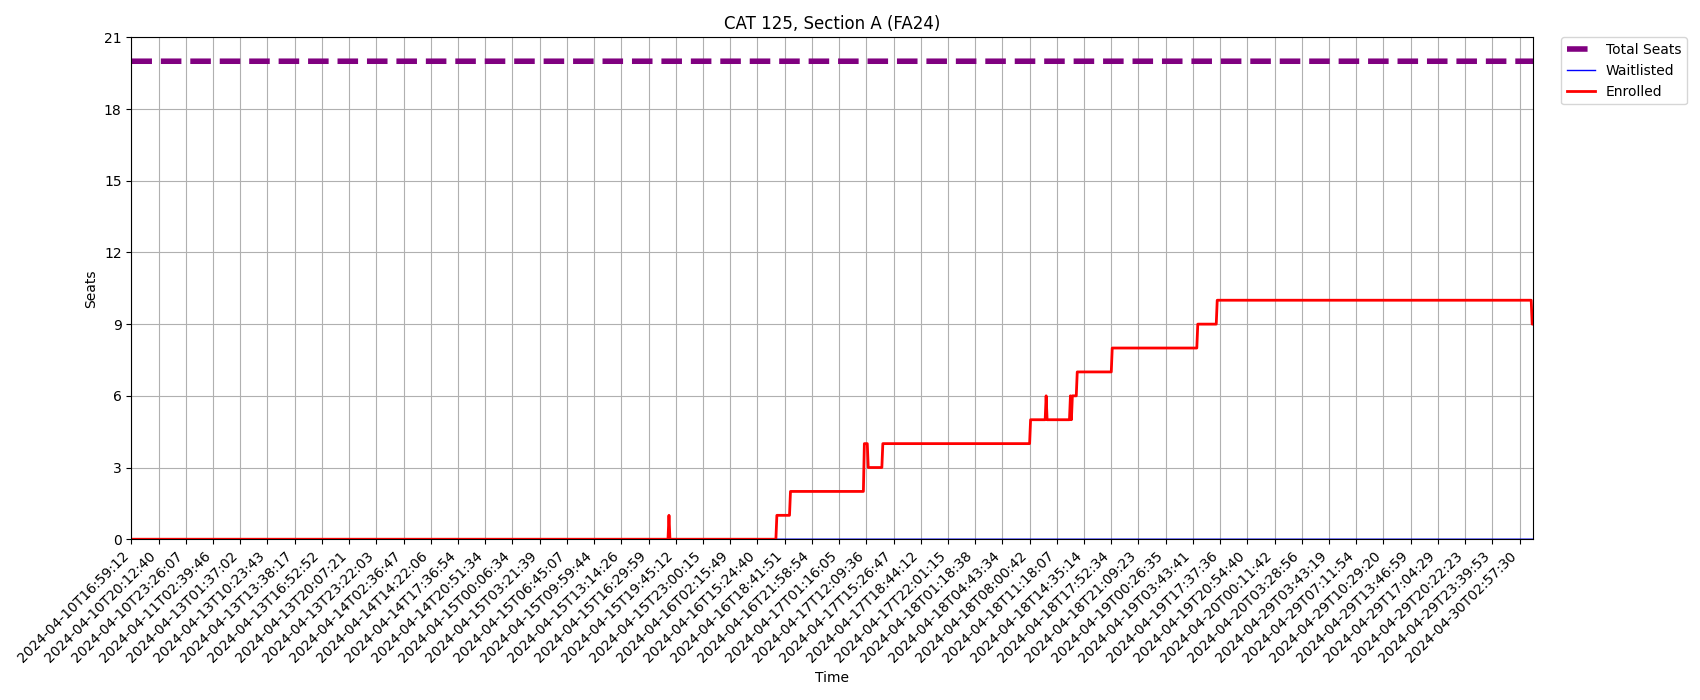 CAT 125, Section A (FA24)
Total Seats
Waitlisted
Enrolled
21
18
15
12
9
6
3
0
Seats
2024-04-10T16:59:12
2024-04-10T20:12:40
2024-04-10T23:26:07
2024-04-11T02:39:46
2024-04-13T01:37:02
2024-04-13T10:23:43
2024-04-13T13:38:17
2024-04-13T16:52:52
2024-04-13T20:07:21
2024-04-13T23:22:03
2024-04-14T02:36:47
2024-04-14T14:22:06
2024-04-14T17:36:54
2024-04-14T20:51:34
2024-04-15T00:06:34
2024-04-15T03:21:39
2024-04-15T06:45:07
2024-04-15T09:59:44
2024-04-15T13:14:26
2024-04-15T16:29:59
2024-04-15T19:45:12
2024-04-15T23:00:15
2024-04-16T02:15:49
2024-04-16T15:24:40
2024-04-16T18:41:51
2024-04-16T21:58:54
2024-04-17T01:16:05
2024-04-17T12:09:36
2024-04-17T15:26:47
2024-04-17T18:44:12
2024-04-17T22:01:15
2024-04-18T01:18:38
2024-04-18T04:43:34
2024-04-18T08:00:42
2024-04-18T11:18:07
2024-04-18T14:35:14
2024-04-18T17:52:34
2024-04-18T21:09:23
2024-04-19T00:26:35
2024-04-19T03:43:41
2024-04-19T17:37:36
2024-04-19T20:54:40
2024-04-20T00:11:42
2024-04-20T03:28:56
2024-04-29T03:43:19
2024-04-29T07:11:54
2024-04-29T10:29:20
2024-04-29T13:46:59
2024-04-29T17:04:29
2024-04-29T20:22:23
2024-04-29T23:39:53
2024-04-30T02:57:30
Time